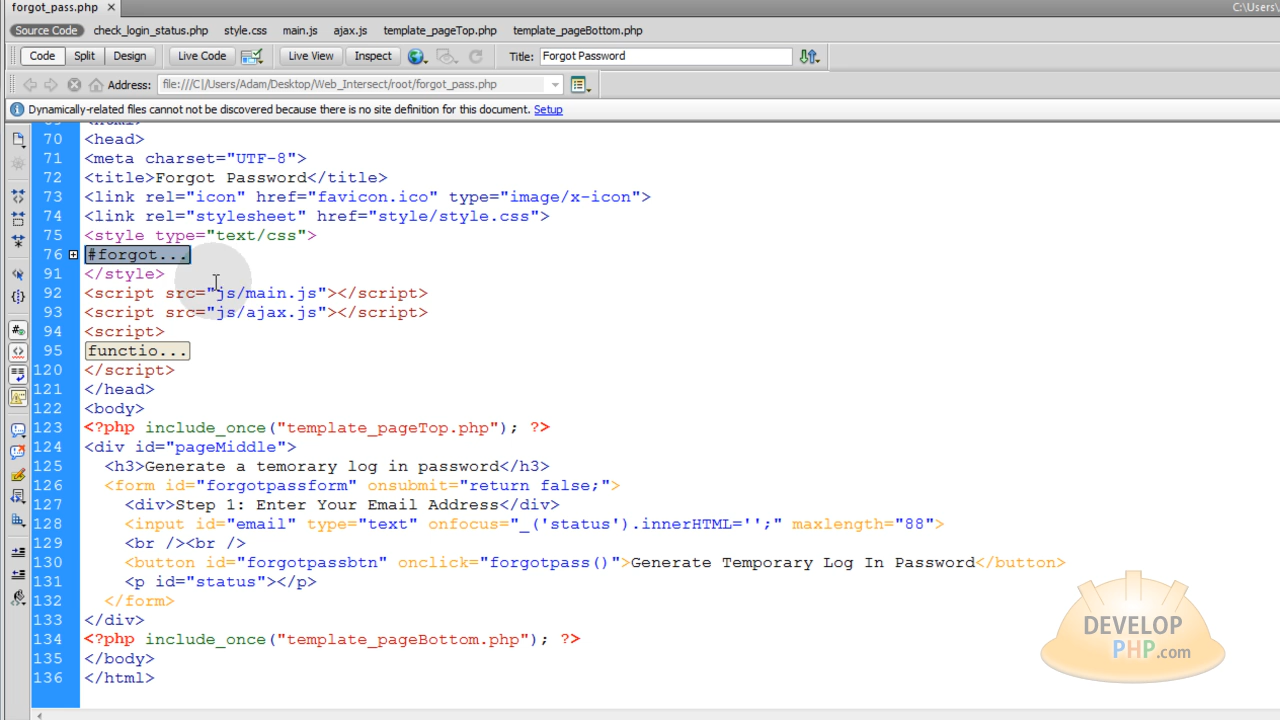 forgot_pass.php ×
C:\Users\
Source Code check_login_status.php style.css main.js ajax.js template_pageTop.php template_pageBottom.php
Code Split Design Live Code Live View Inspect Title: Forgot Password
Address: file:///C|/Users/Adam/Desktop/Web_Intersect/root/forgot_pass.php
Dynamically-related files cannot not be discovered because there is no site definition for this document. Setup
70 <head>
71 <meta charset="UTF-8">
72 <title>Forgot Password</title>
73 <link rel="icon" href="favicon.ico" type="image/x-icon">
74 <link rel="stylesheet" href="style/style.css">
75 <style type="text/css">
76 #forgot...
91 </style>
92 <script src="js/main.js"></script>
93 <script src="js/ajax.js"></script>
94 <script>
95 functio...
120 </script>
121 </head>
122 <body>
123 <?php include_once("template_pageTop.php"); ?>
124 <div id="pageMiddle">
125 <h3>Generate a temorary log in password</h3>
126 <form id="forgotpassform" onsubmit="return false;">
127 <div>Step 1: Enter Your Email Address</div>
128 <input id="email" type="text" onfocus="_('status').innerHTML='';" maxlength="88">
129 <br /><br />
130 <button id="forgotpassbtn" onclick="forgotpass()">Generate Temporary Log In Password</button>
131 <p id="status"></p>
132 </form>
133 </div>
134 <?php include_once("template_pageBottom.php"); ?>
135 </body>
136 </html>
DEVELOP
PHP.com